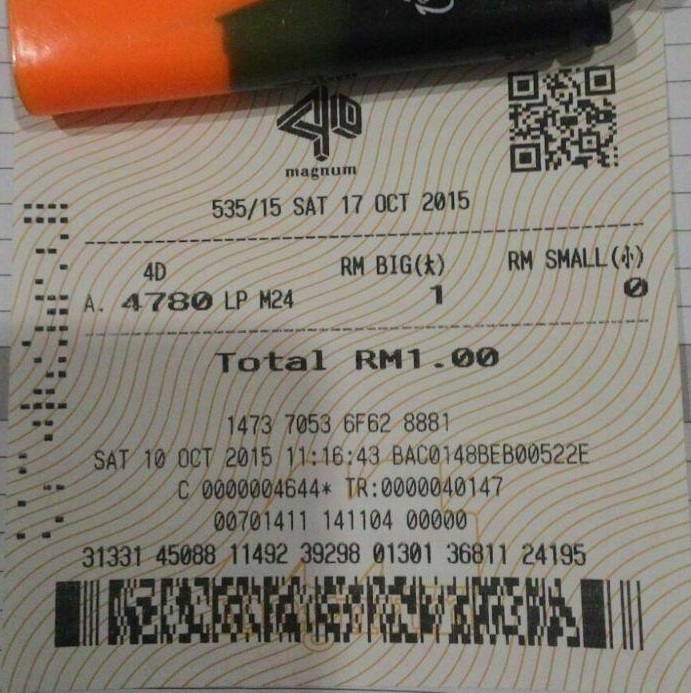 4D
magnum
535/15 SAT 17 OCT 2015
4D RM BIG(大) RM SMALL(小)
A. 4780 LP M24 1 0
Total RM1.00
1473 7053 6F62 8881
SAT 10 OCT 2015 11:16:43 BAC0148BEB00522E
C 0000004644* TR:0000040147
00701411 141104 00000
31331 45088 11492 39298 01301 36811 24195